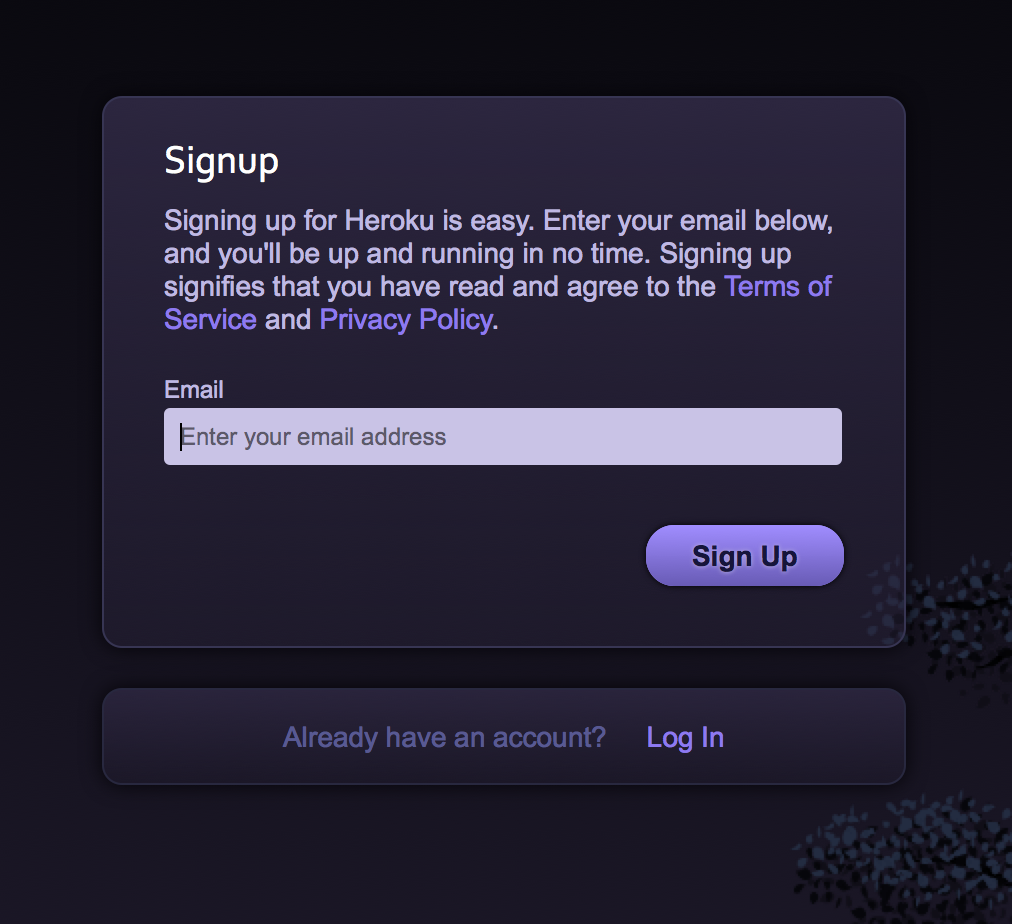 Signup
Signing up for Heroku is easy. Enter your email below,
and you'll be up and running in no time. Signing up
signifies that you have read and agree to the Terms of
Service and Privacy Policy.
Email
Enter your email address
Sign Up
Already have an account? Log In